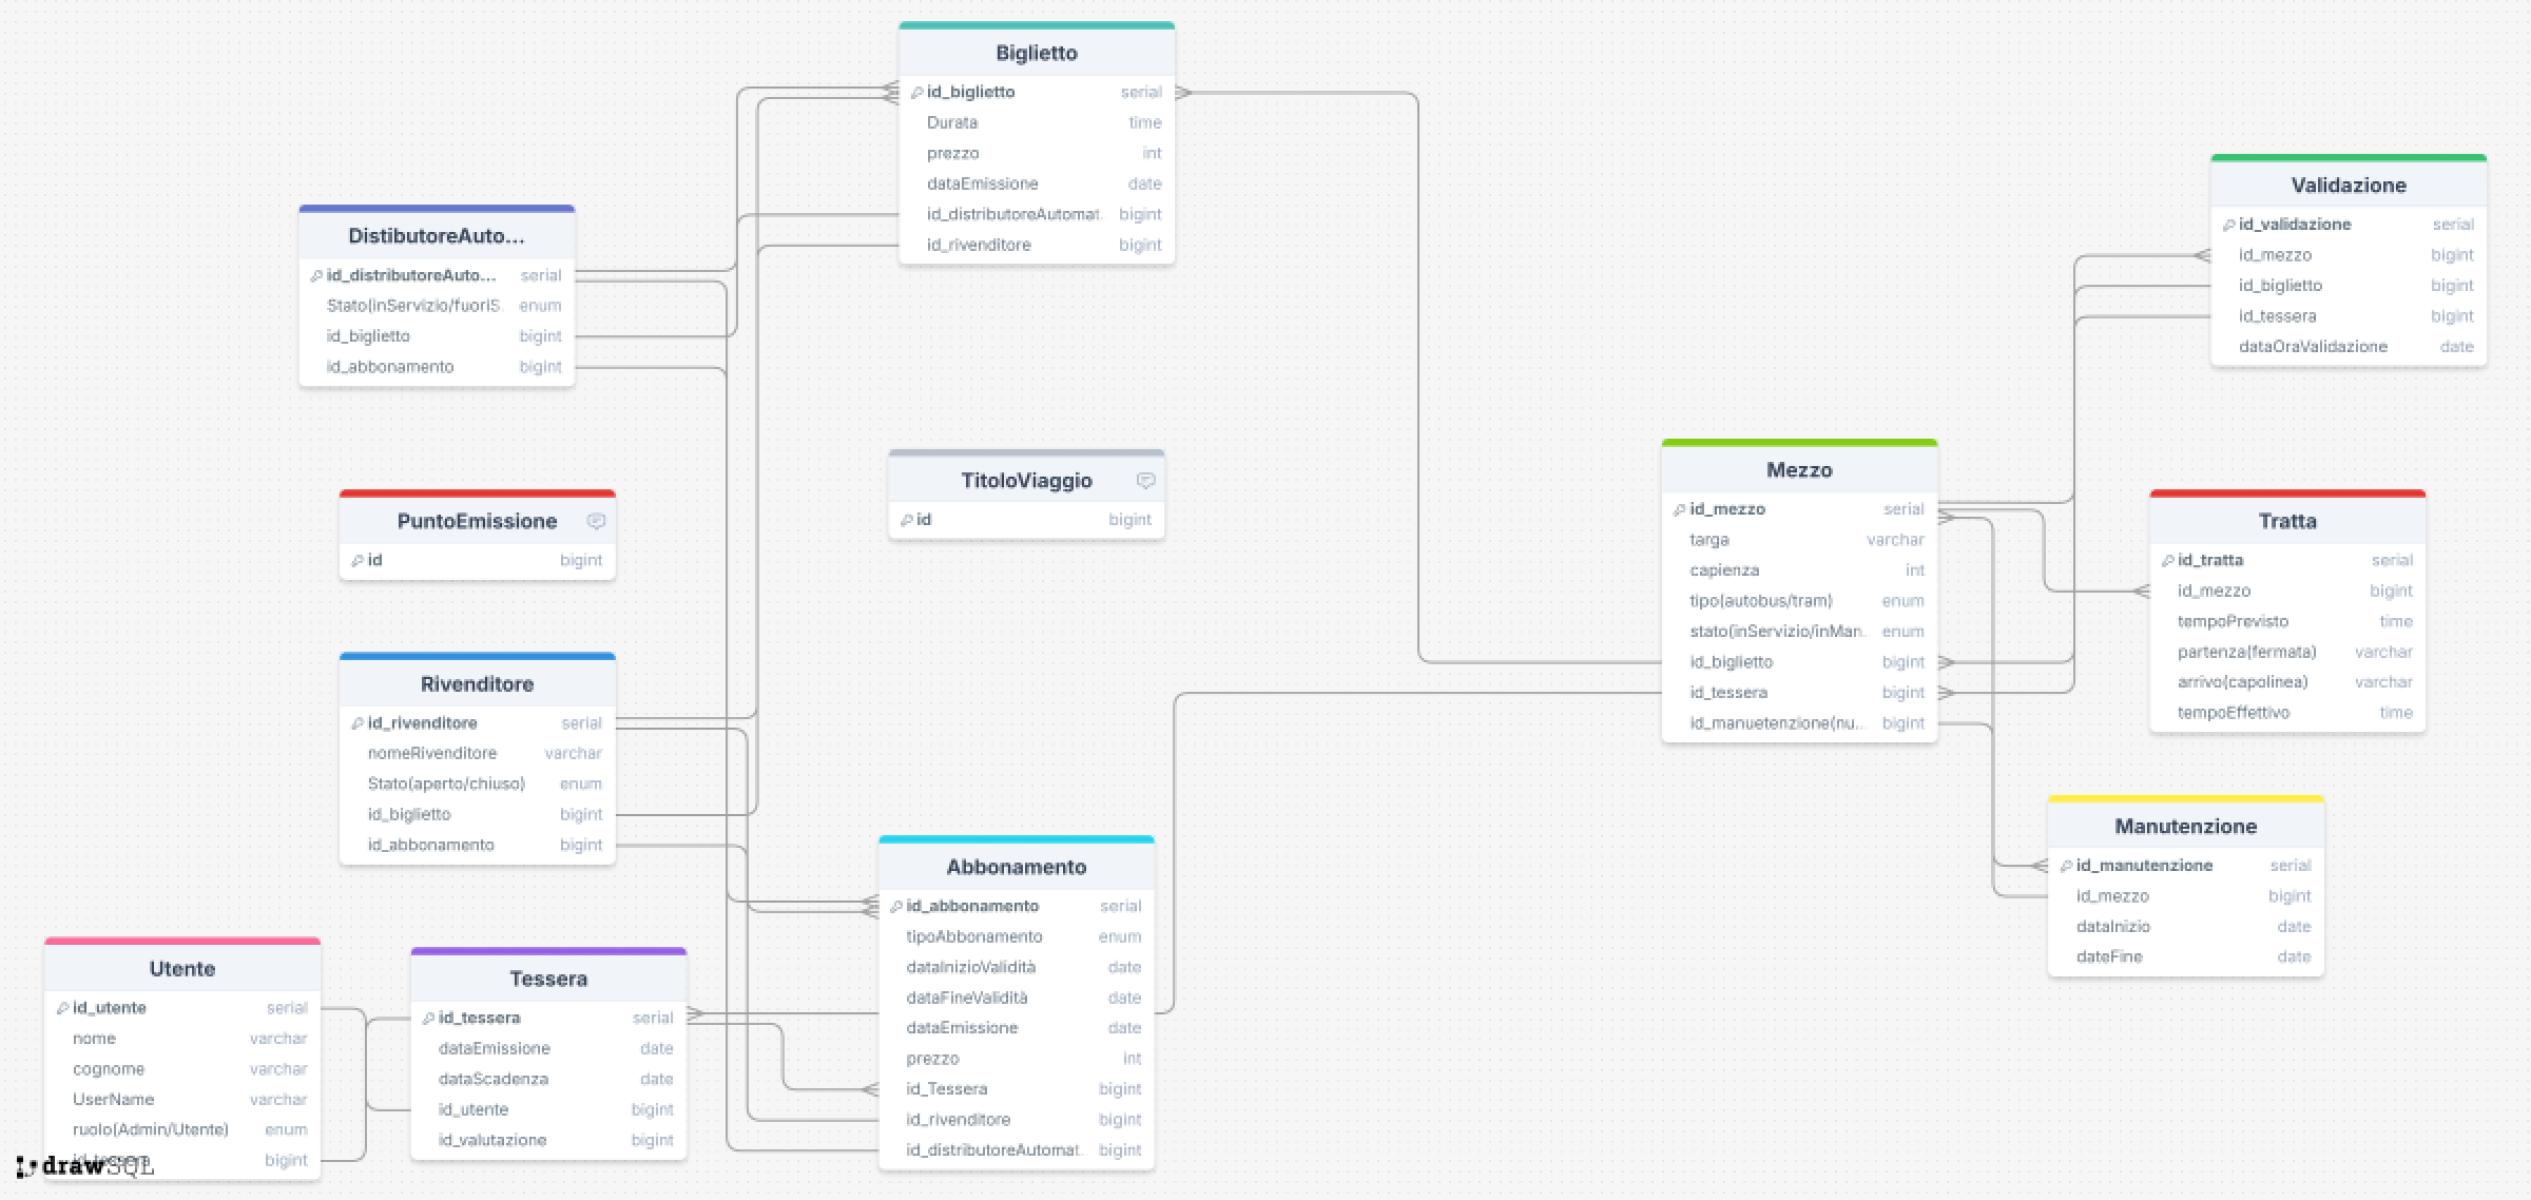 Biglietto
id_biglietto serial
Durata time
prezzo int
dataEmissione date
id_distributoreAutomat. bigint
id_rivenditore bigint
Validazione
id_validazione serial
id_mezzo bigint
id_biglietto bigint
id_tessera bigint
dataOraValidazione date
DistibutoreAuto...
id_distributoreAuto... serial
Stato(inServizio/fuoriS enum
id_biglietto bigint
id_abbonamento bigint
TitoloViaggio
id bigint
Mezzo
id_mezzo serial
targa varchar
capienza int
tipo(autobus/tram) enum
stato(inServizio/inMan.. enum
id_biglietto bigint
id_tessera bigint
id_manuetenzione(nu... bigint
PuntoEmissione
id bigint
Tratta
id_tratta serial
id_mezzo bigint
tempoPrevisto time
partenza(fermata) varchar
arrivo(capolinea) varchar
tempoEffettivo time
Rivenditore
id_rivenditore serial
nomeRivenditore varchar
Stato(aperto/chiuso) enum
id_biglietto bigint
id_abbonamento bigint
Manutenzione
id_manutenzione serial
id_mezzo bigint
dataInizio date
dateFine date
Abbonamento
id_abbonamento serial
tipoAbbonamento enum
dataInizioValidità date
dataFineValidità date
dataEmissione date
prezzo int
id_Tessera bigint
id_rivenditore bigint
id_distributoreAutomat. bigint
Utente
id_utente serial
nome varchar
cognome varchar
UserName varchar
ruolo(Admin/Utente) enum
id_tessera bigint
Tessera
id_tessera serial
dataEmissione date
dataScadenza date
id_utente bigint
id_valutazione bigint
drawSQL